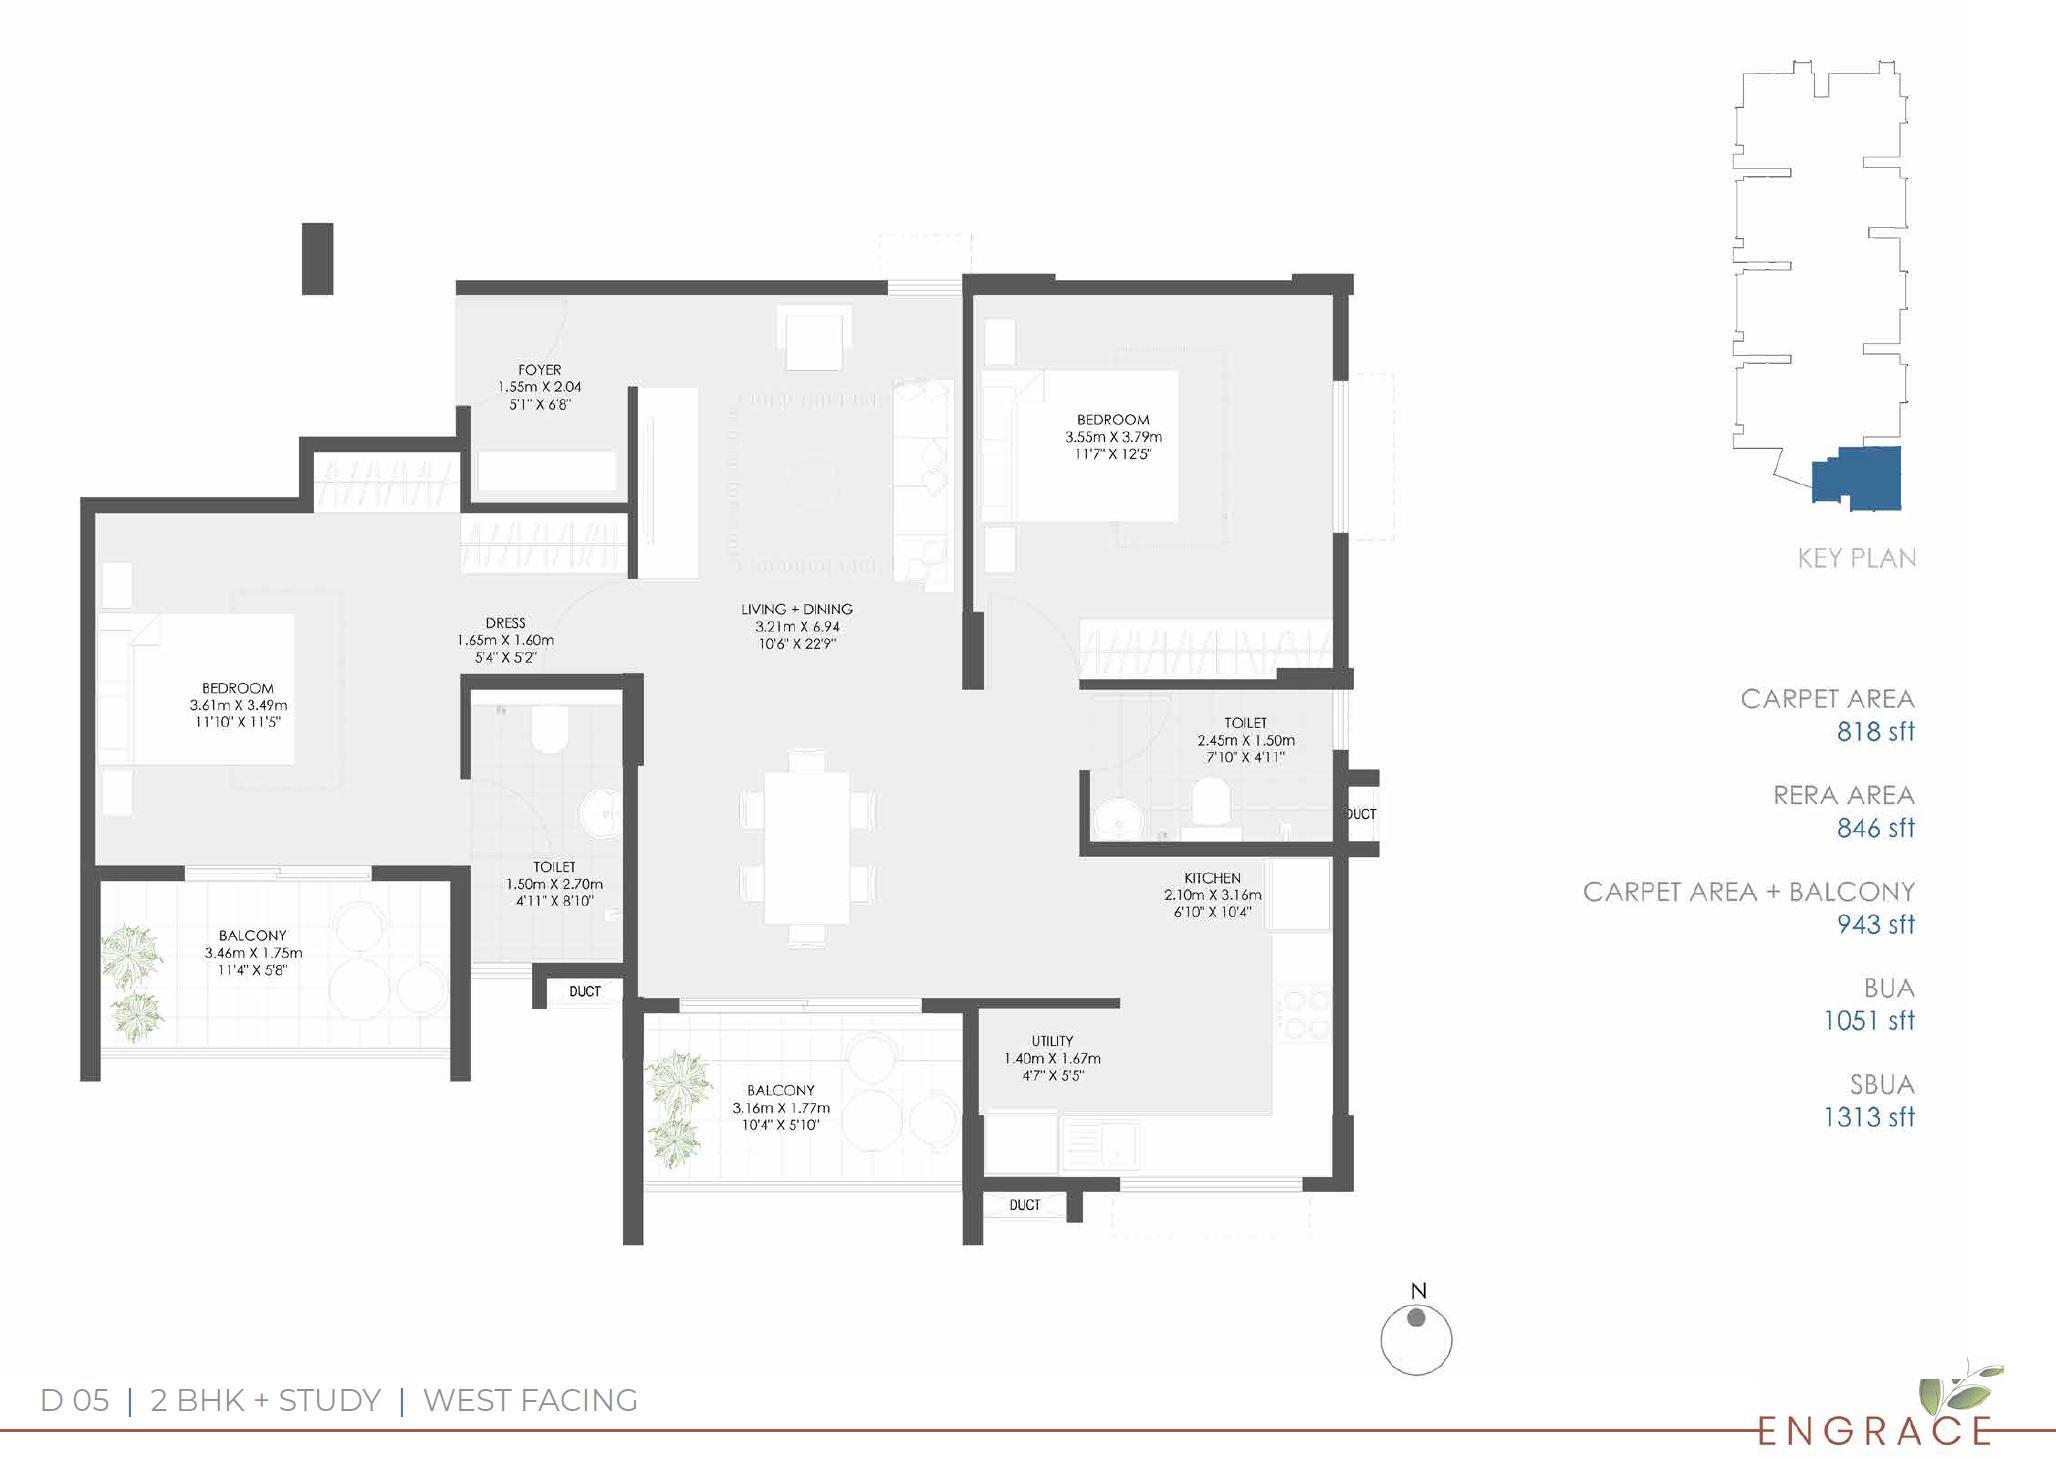 FOYER
1.55m X 2.04
5'1" X 6'8"
BEDROOM
3.55m X 3.79m
11'7" X 12'5"
LIVING + DINING
3.21m X 6.94
10'6" X 22'9"
DRESS
1.65m X 1.60m
5'4" X 5'2"
BEDROOM
3.61m X 3.49m
11'10" X 11'5"
TOILET
2.45m X 1.50m
7'10" X 4'11"
DUCT
TOILET
1.50m X 2.70m
4'11" X 8'10"
KITCHEN
2.10m X 3.16m
6'10" X 10'4"
BALCONY
3.46m X 1.75m
11'4" X 5'8"
DUCT
UTILITY
1.40m X 1.67m
4'7" X 5'5"
BALCONY
3.16m X 1.77m
10'4" X 5'10"
DUCT
KEY PLAN
CARPET AREA
818 sft
RERA AREA
846 sft
CARPET AREA + BALCONY
943 sft
BUA
1051 sft
SBUA
1313 sft
N
D 05 | 2 BHK + STUDY | WEST FACING
ENGRACE